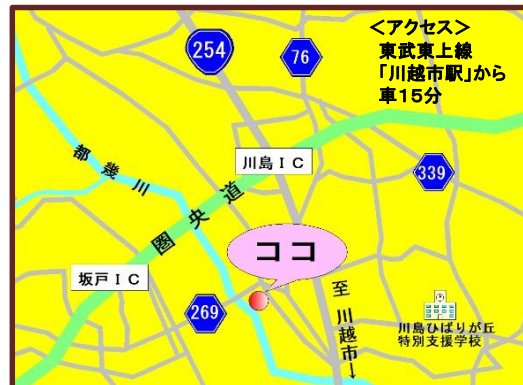 <アクセス>
東武東上線
「川越市駅」から
車15分
254
76
川島IC
339
都幾川
圏央道
ココ
坂戸IC
269
至 川越市↓
川島ひばりが丘
特別支援学校